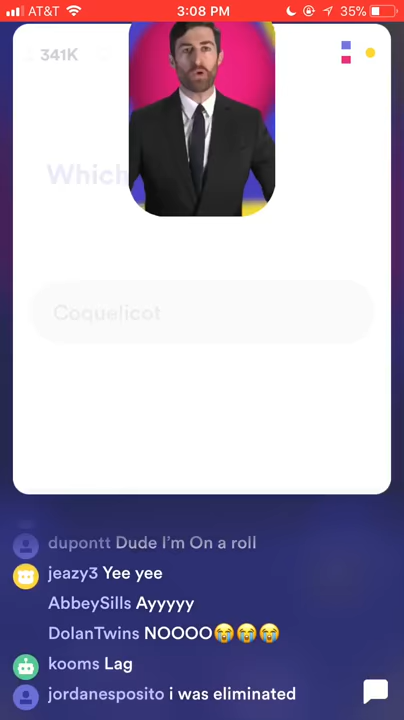 AT&T
3:08 PM
35%
341K
Which
Coquelicot
dupontt Dude I'm On a roll
jeazy3 Yee yee
AbbeySills Ayyyyy
DolanTwins NOOOO😭😭😭
kooms Lag
jordanesposito i was eliminated